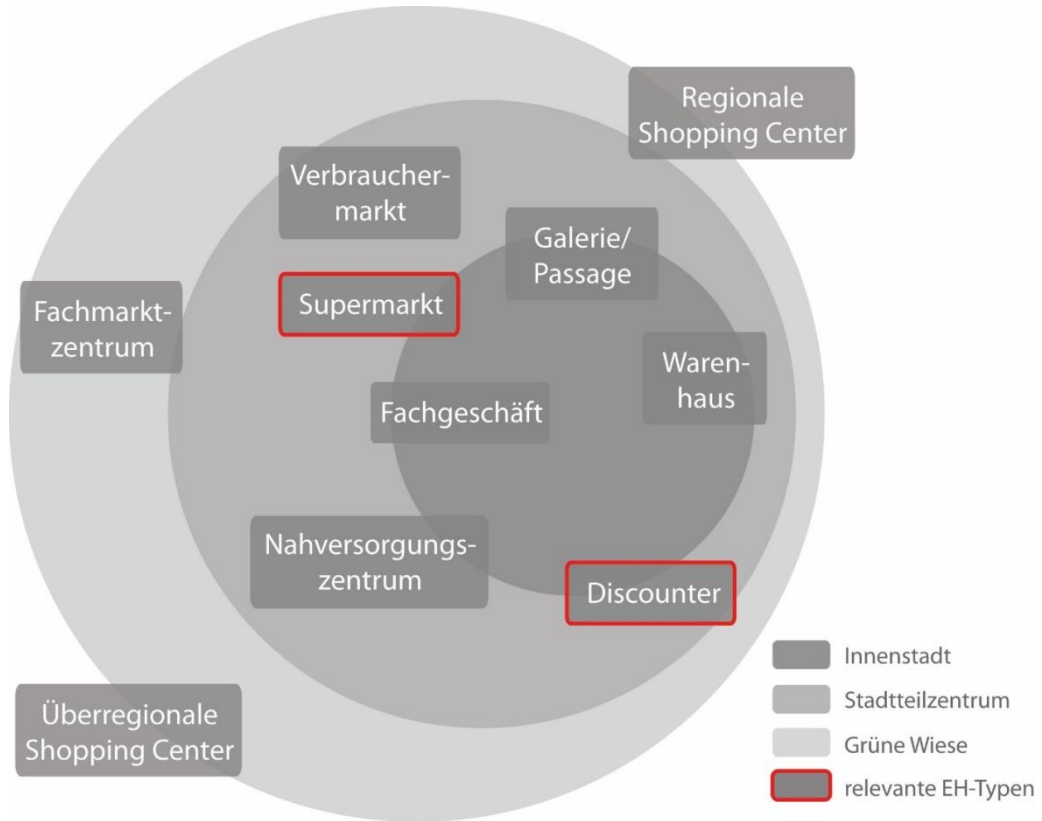 Regionale
Shopping Center
Verbraucher-
markt
Galerie/
Passage
Supermarkt
Fachmarkt-
zentrum
Waren-
haus
Fachgeschäft
Nahversorgungs-
zentrum
Discounter
Überregionale
Shopping Center
Innenstadt
Stadtteilzentrum
Grüne Wiese
relevante EH-Typen